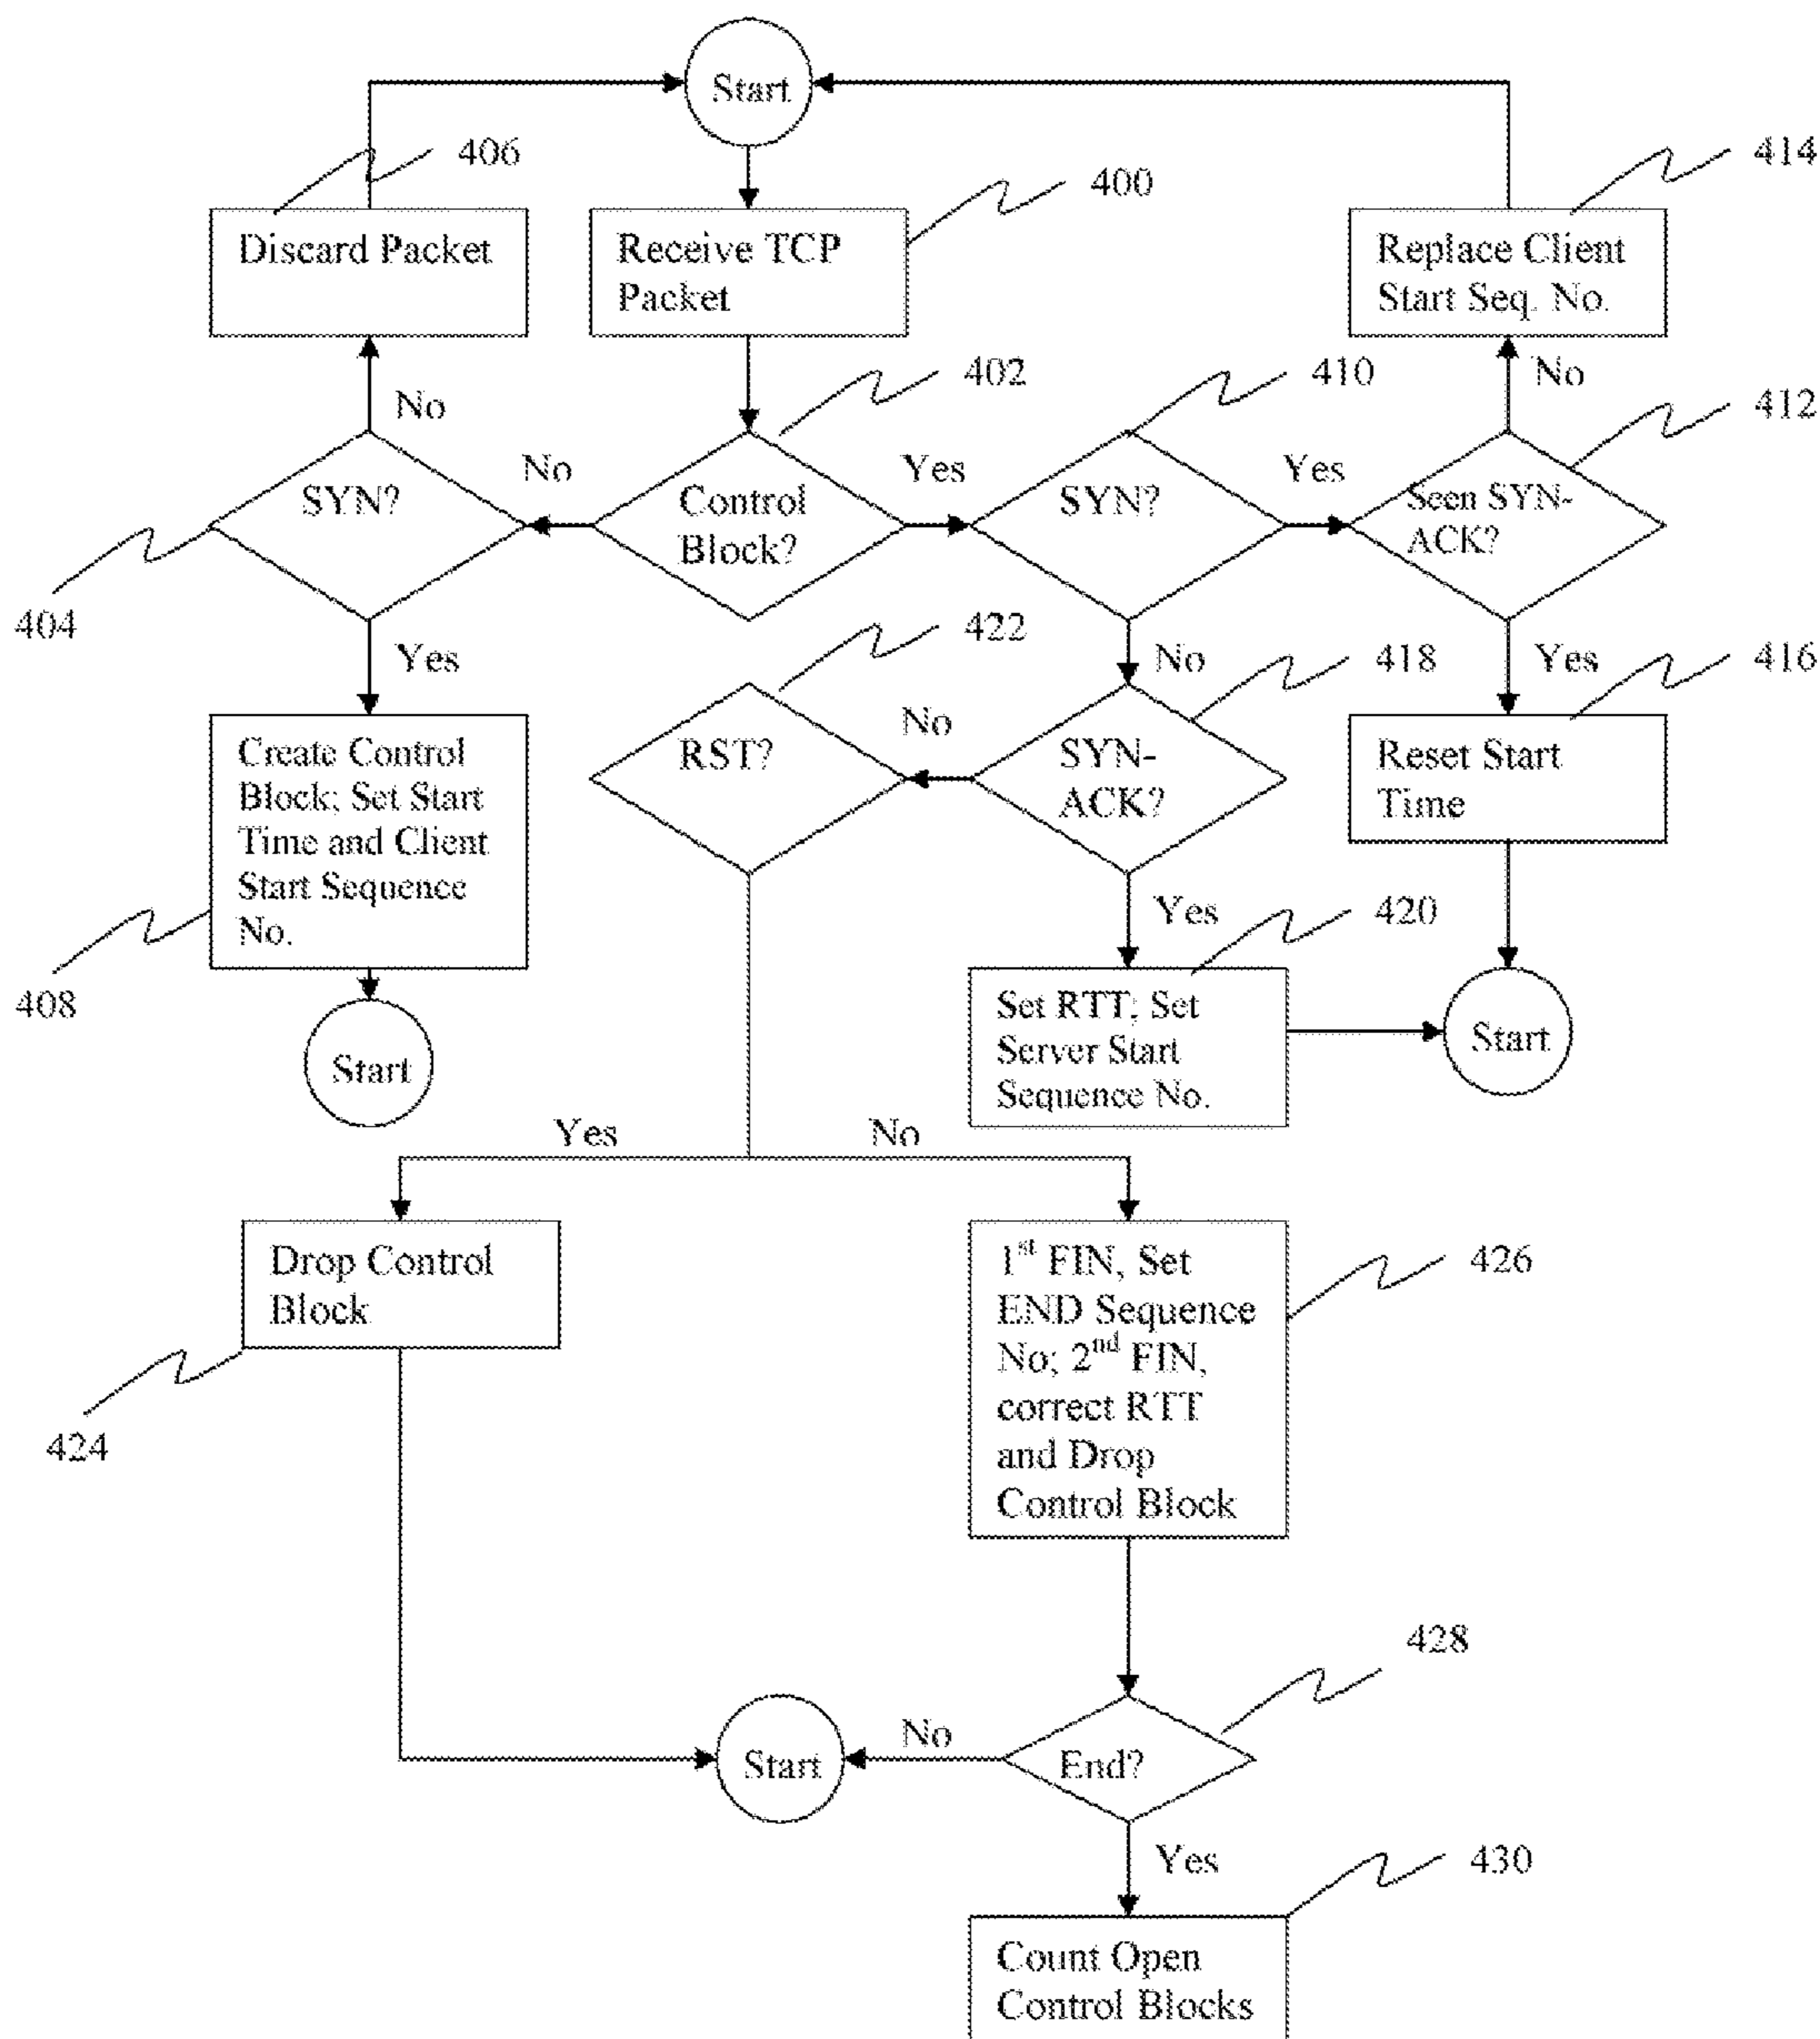 Start
406
400
414
Discard Packet
Receive TCP
Packet
Replace Client
Start Seq. No.
402
410
412
No
No
SYN?
No
Control
Block?
Yes
SYN?
Yes
Seen SYN-
ACK?
404
Yes
422
No
418
Yes
416
Create Control
Block; Set Start
Time and Client
Start Sequence
No.
RST?
No
SYN-
ACK?
Reset Start
Time
408
Yes
420
Start
Set RTT; Set
Server Start
Sequence No.
Start
Yes
No
Drop Control
Block
424
1st FIN, Set
END Sequence
No; 2nd FIN,
correct RTT
and Drop
Control Block
426
428
Start
No
End?
Yes
430
Count Open
Control Blocks